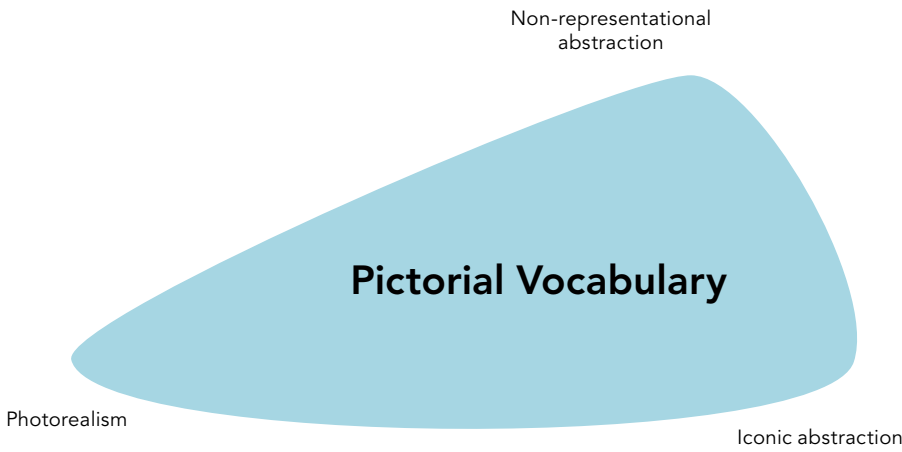 Non-representational
abstraction
Pictorial Vocabulary
Photorealism
Iconic abstraction